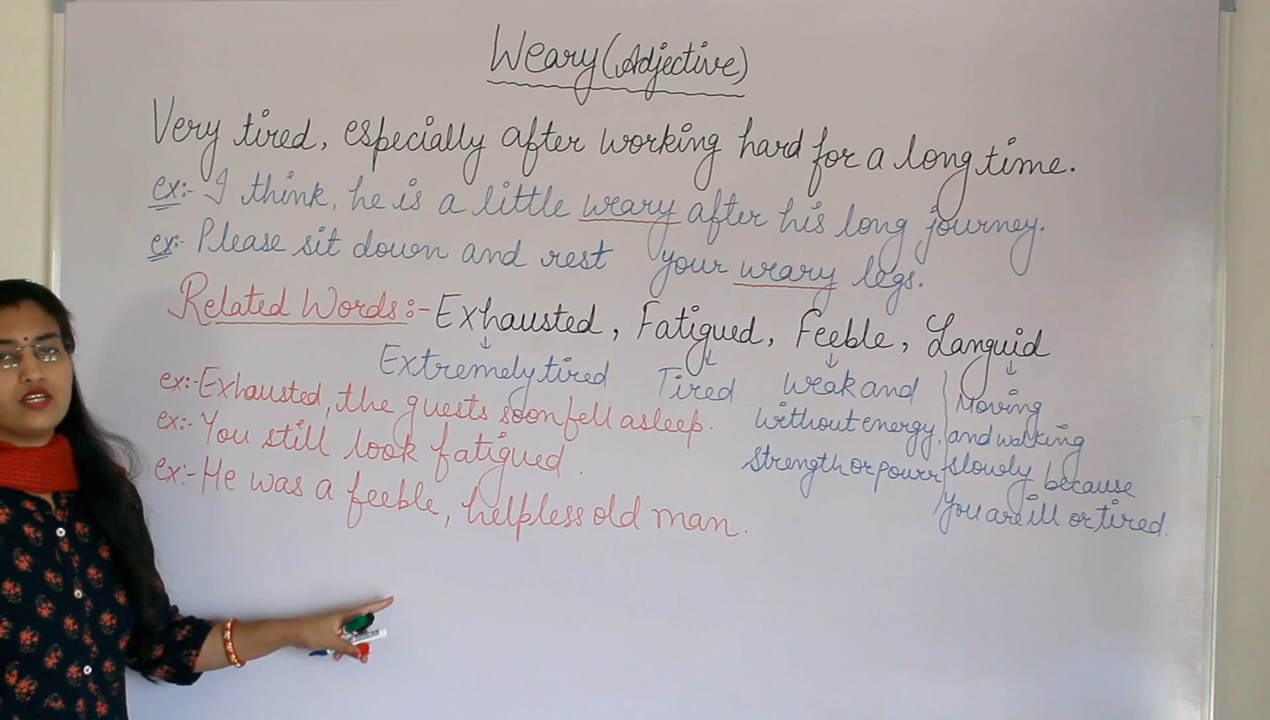 Weary (Adjective)
Very tired, especially after working hard for a long time.
ex:- I think, he is a little weary after his long journey.
ex:- Please sit down and rest your weary legs.
Related Words:- Exhausted, Fatigued, Feeble, Languid
Extremely tired
Tired
Weak and
without energy,
strength or power
Moving
and walking
slowly because
you are ill or tired.
ex:- Exhausted, the guests soon fell asleep.
ex:- You still look fatigued.
ex:- He was a feeble, helpless old man.